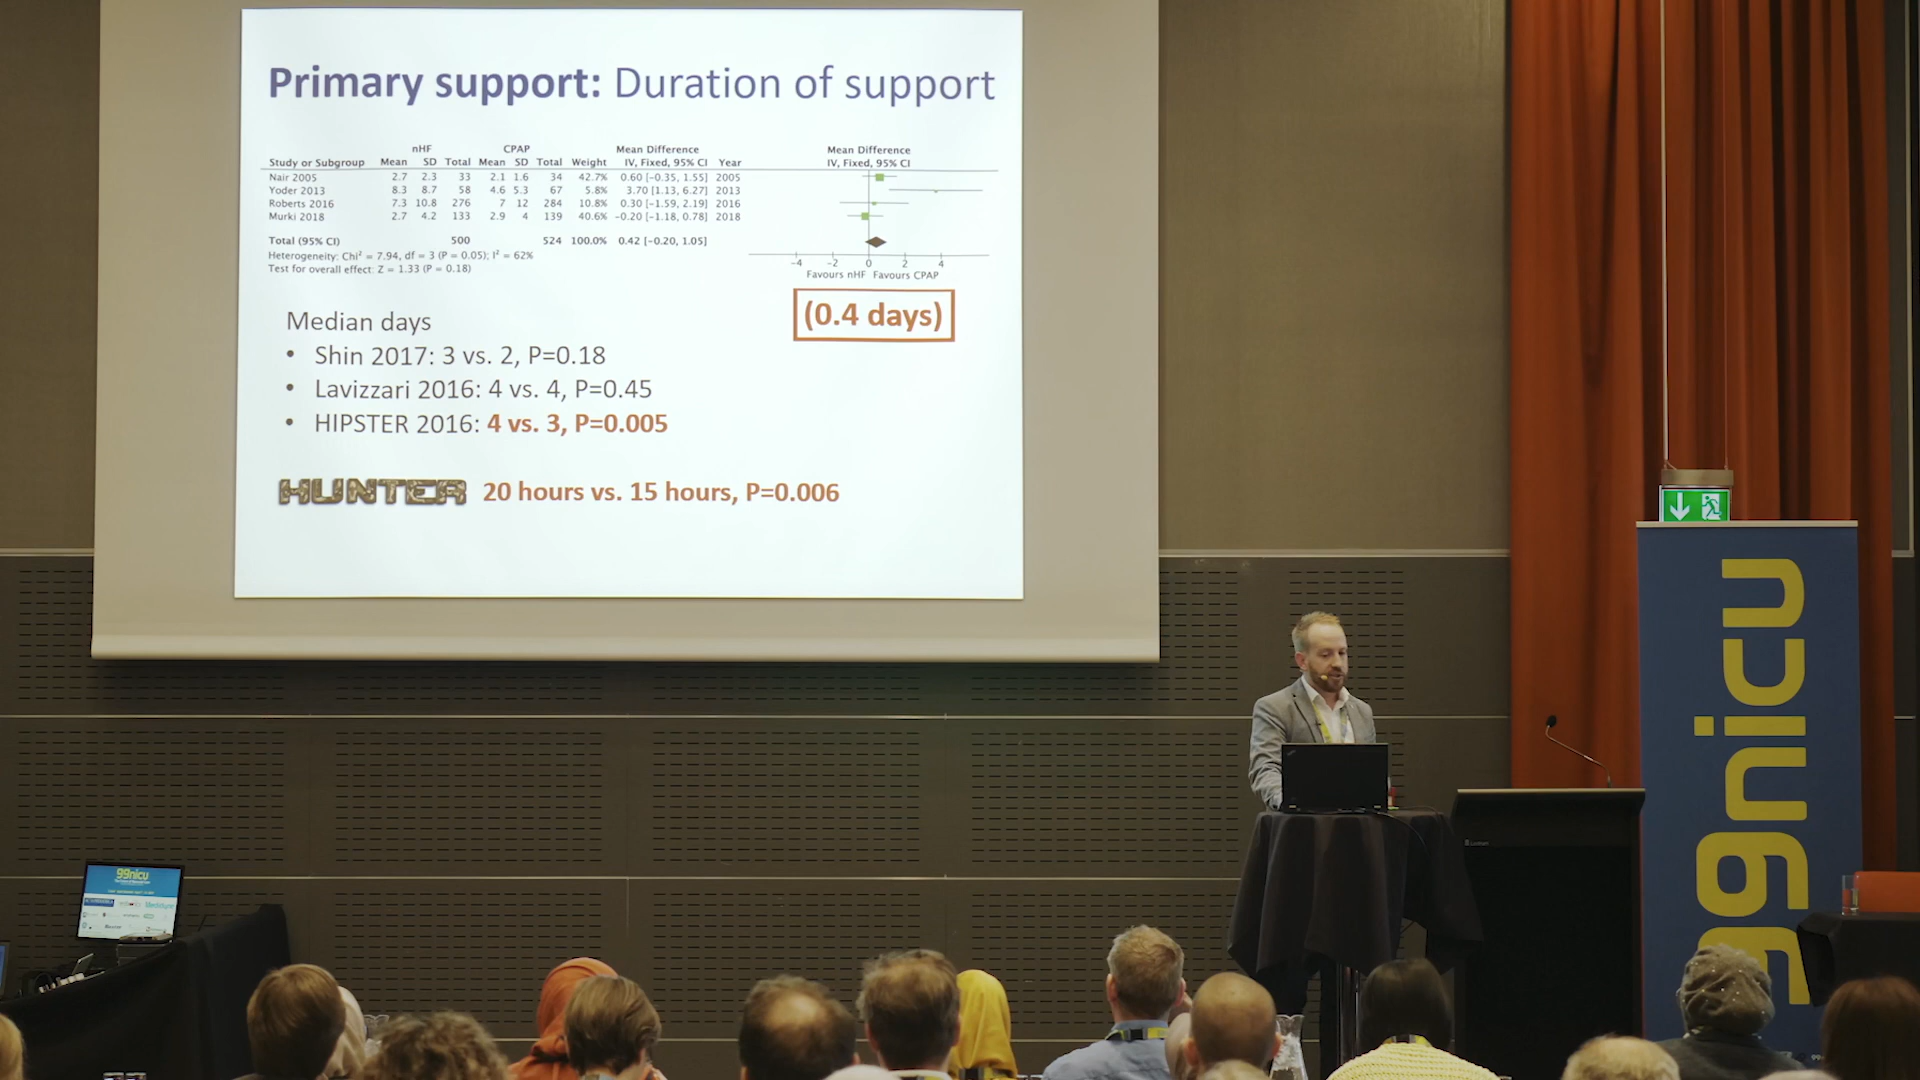 Primary support: Duration of support
nHF CPAP Mean Difference Mean Difference
Study or Subgroup Mean SD Total Mean SD Total Weight IV, Fixed, 95% CI Year IV, Fixed, 95% CI
Nair 2005 2.7 2.3 33 2.1 1.6 34 42.7% 0.60 [-0.35, 1.55] 2005
Yoder 2013 8.3 8.7 58 4.6 5.3 67 5.8% 3.70 [1.13, 6.27] 2013
Roberts 2016 7.3 10.8 276 7 12 284 10.8% 0.30 [-1.59, 2.19] 2016
Murki 2018 2.7 4.2 133 2.9 4 139 40.6% -0.20 [-1.18, 0.78] 2018
Total (95% CI) 500 524 100.0% 0.42 [-0.20, 1.05]
Heterogeneity: Chi² = 7.94, df = 3 (P = 0.05); I² = 62%
Test for overall effect: Z = 1.33 (P = 0.18)
-4 -2 0 2 4
Favours nHF Favours CPAP
(0.4 days)
Median days
• Shin 2017: 3 vs. 2, P=0.18
• Lavizzari 2016: 4 vs. 4, P=0.45
• HIPSTER 2016: 4 vs. 3, P=0.005
HUNTER 20 hours vs. 15 hours, P=0.006
99nicu
99nicu